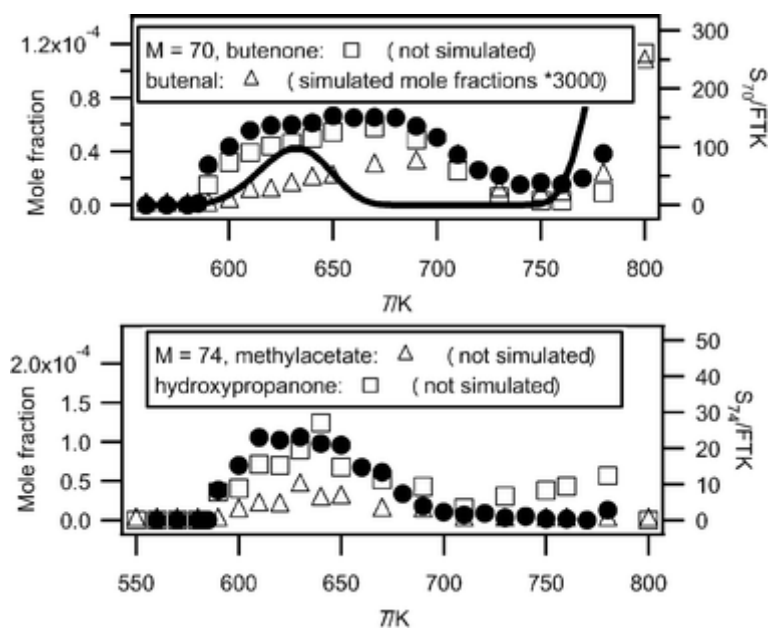 1.2x10⁻⁴
0.8
0.4
0.0
Mole fraction
M = 70, butenone: □ ( not simulated)
butenal: △ ( simulated mole fractions *3000)
300
200
100
0
S₇₀/FTK
600 650 700 750 800
T/K
2.0x10⁻⁴
1.5
1.0
0.5
0.0
Mole fraction
M = 74, methylacetate: △ ( not simulated)
hydroxypropanone: □ ( not simulated)
50
40
30
20
10
0
S₇₄/FTK
550 600 650 700 750 800
T/K